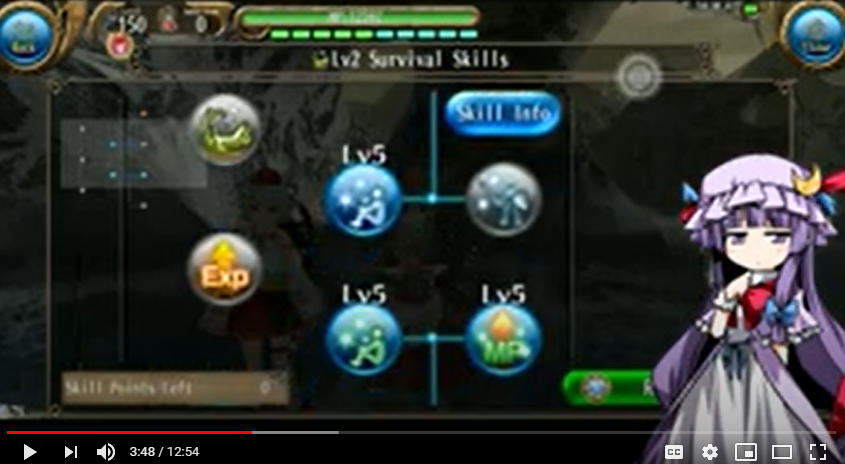 Back
150
0
Lv2 Survival Skills
Skill Info
Lv5
Exp
Lv5
Lv5
MP
Skill Points Left 0
3:48 / 12:54
CC